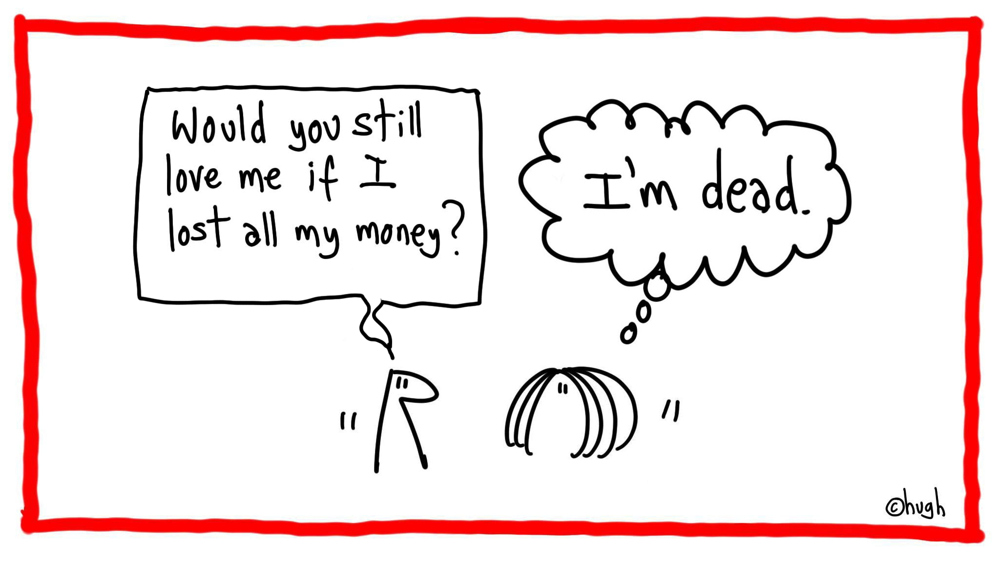 Would you still
love me if I
lost all my money?
I'm dead.
©hugh